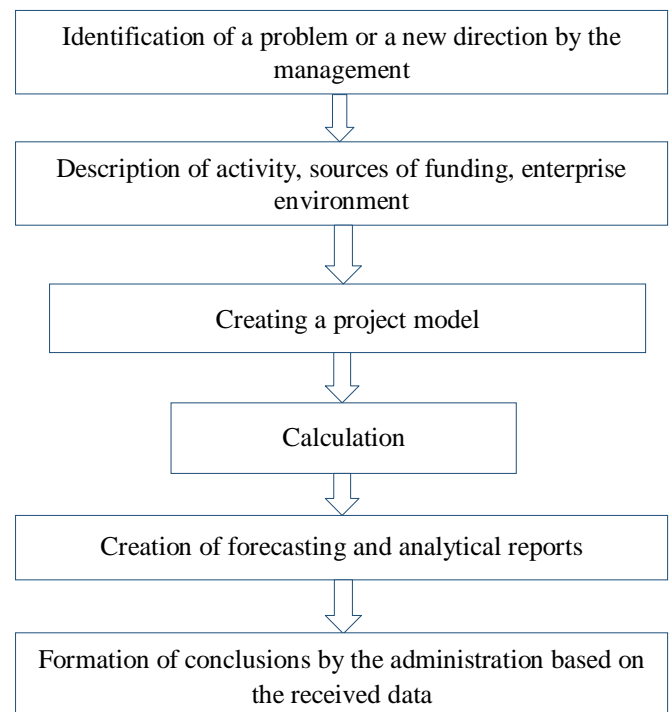 Identification of a problem or a new direction by the
management
Description of activity, sources of funding, enterprise
environment
Creating a project model
Calculation
Creation of forecasting and analytical reports
Formation of conclusions by the administration based on
the received data